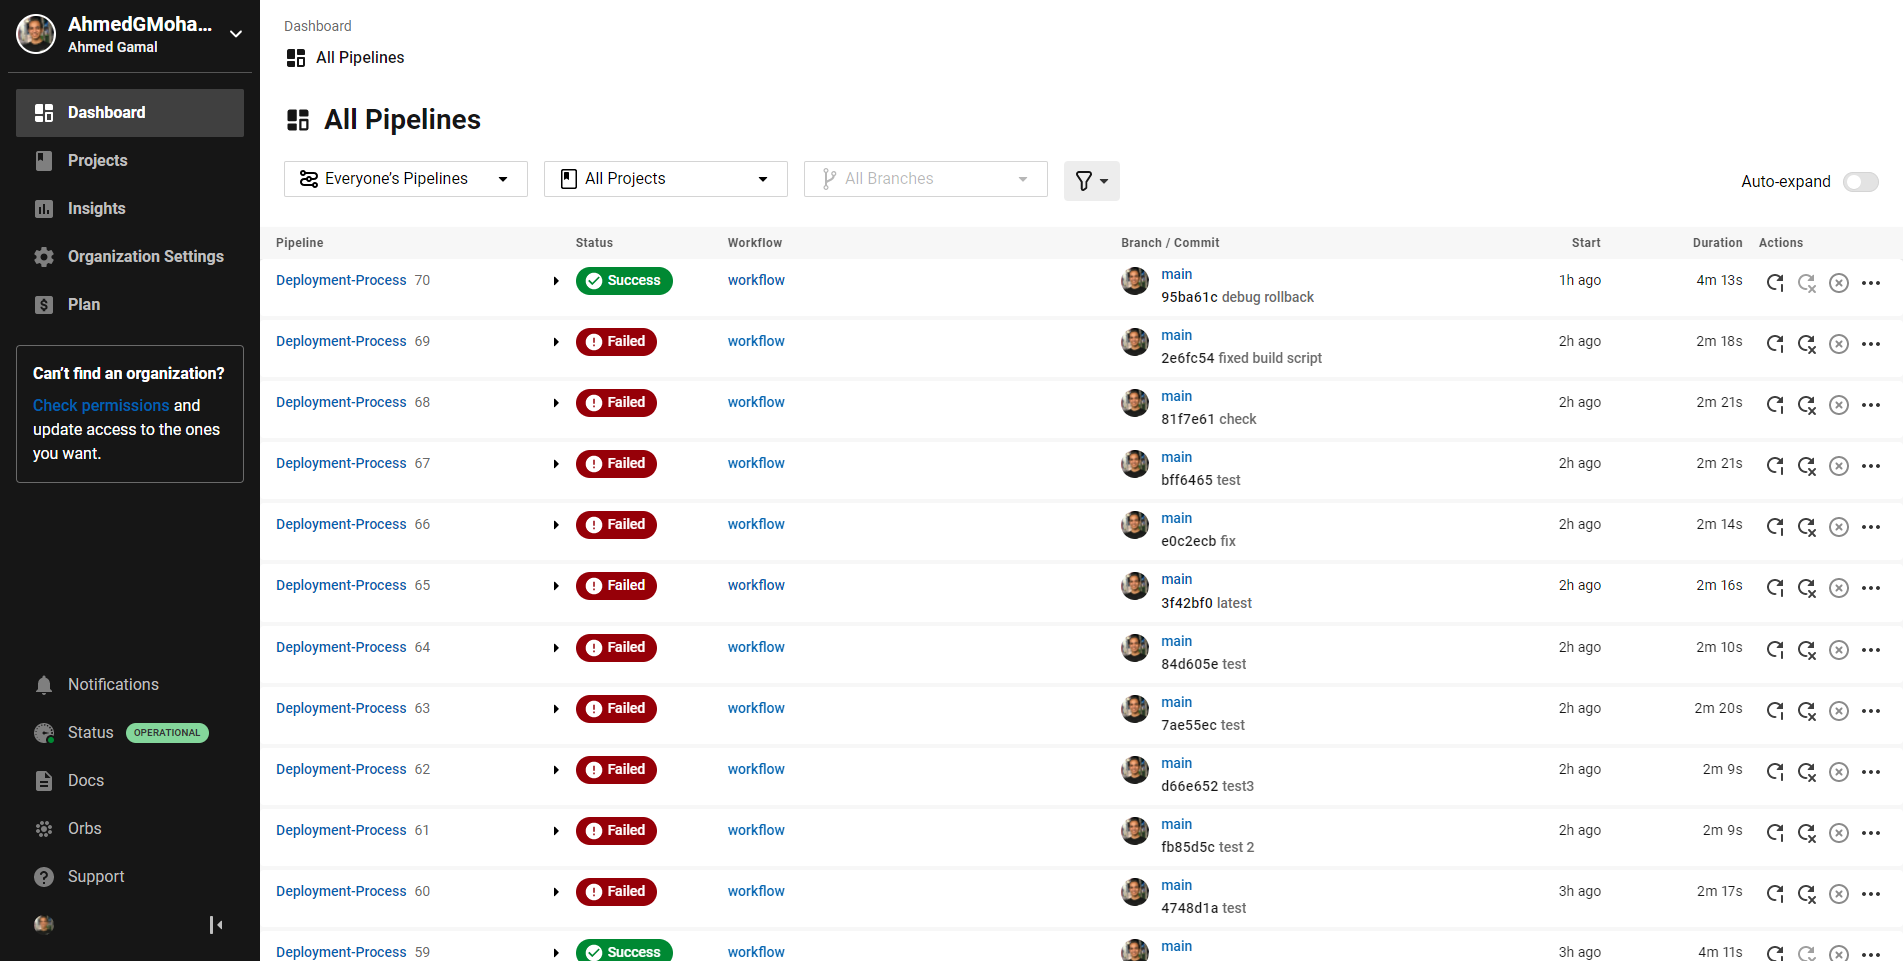 AhmedGMoha...
Ahmed Gamal
Dashboard
Projects
Insights
Organization Settings
Plan
Can't find an organization?
Check permissions and
update access to the ones
you want.
Notifications
Status OPERATIONAL
Docs
Orbs
Support
Dashboard
All Pipelines
All Pipelines
Everyone's Pipelines All Projects All Branches Auto-expand
Pipeline Status Workflow Branch / Commit Start Duration Actions
Deployment-Process 70 Success workflow main 1h ago 4m 13s
95ba61c debug rollback
Deployment-Process 69 Failed workflow main 2h ago 2m 18s
2e6fc54 fixed build script
Deployment-Process 68 Failed workflow main 2h ago 2m 21s
81f7e61 check
Deployment-Process 67 Failed workflow main 2h ago 2m 21s
bff6465 test
Deployment-Process 66 Failed workflow main 2h ago 2m 14s
e0c2ecb fix
Deployment-Process 65 Failed workflow main 2h ago 2m 16s
3f42bf0 latest
Deployment-Process 64 Failed workflow main 2h ago 2m 10s
84d605e test
Deployment-Process 63 Failed workflow main 2h ago 2m 20s
7ae55ec test
Deployment-Process 62 Failed workflow main 2h ago 2m 9s
d66e652 test3
Deployment-Process 61 Failed workflow main 2h ago 2m 9s
fb85d5c test 2
Deployment-Process 60 Failed workflow main 3h ago 2m 17s
4748d1a test
Deployment-Process 59 Success workflow main 3h ago 4m 11s